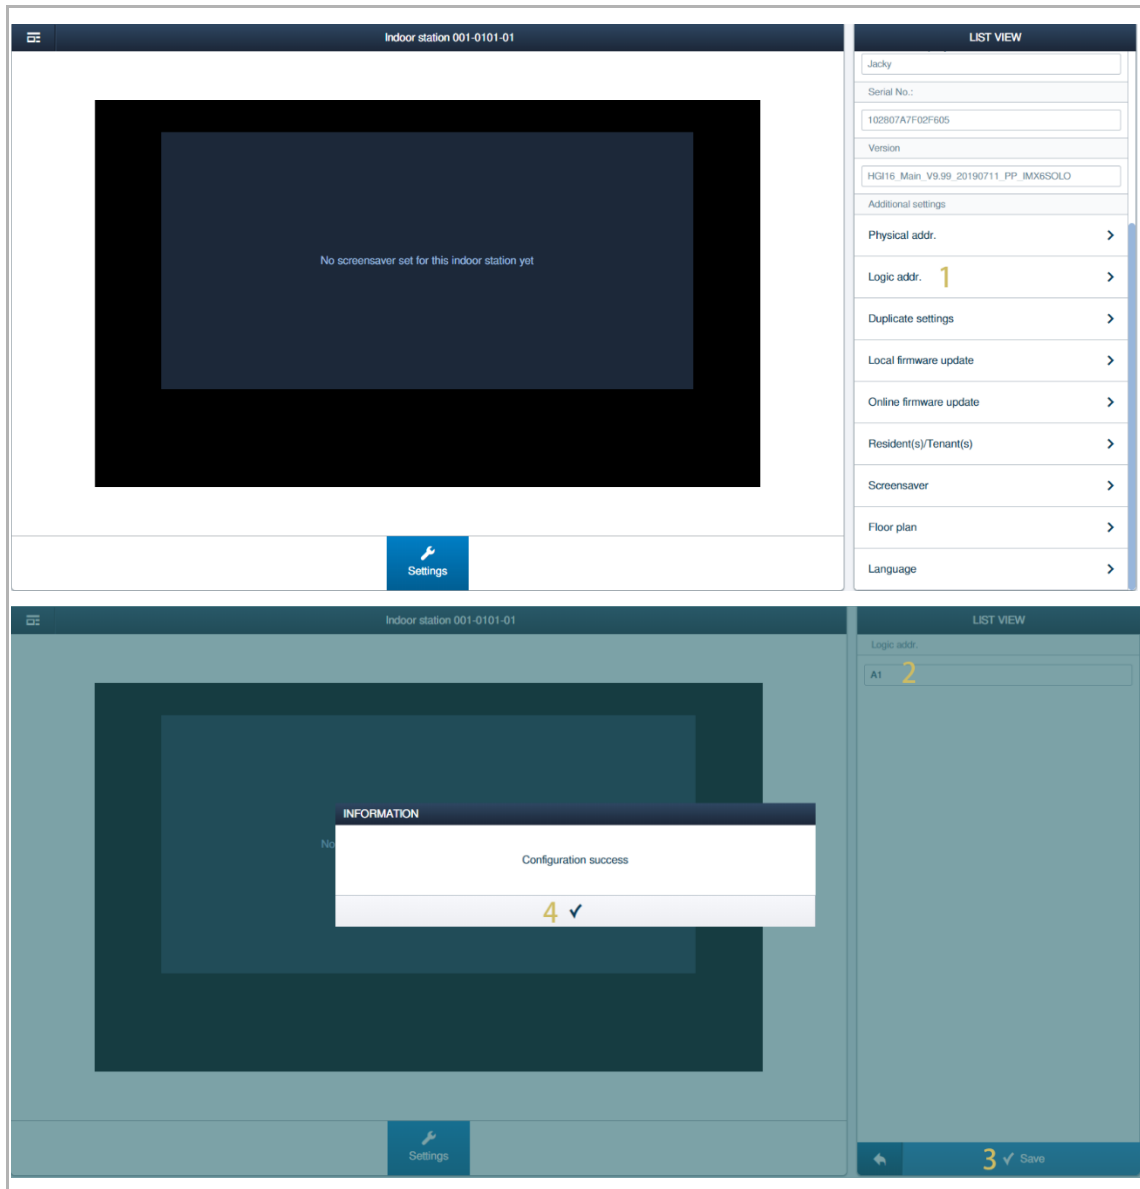 Indoor station 001-0101-01
LIST VIEW
Jacky
Serial No.:
102807A7F02F605
Version
HGI16_Main_V9.99_20190711_PP_IMX6SOLO
Additional settings
Physical addr.
Logic addr. 1
Duplicate settings
Local firmware update
Online firmware update
Resident(s)/Tenant(s)
Screensaver
Floor plan
Language
No screensaver set for this indoor station yet
Settings
Indoor station 001-0101-01
LIST VIEW
Logic addr.
A1 2
No
INFORMATION
Configuration success
4
Settings
3 Save